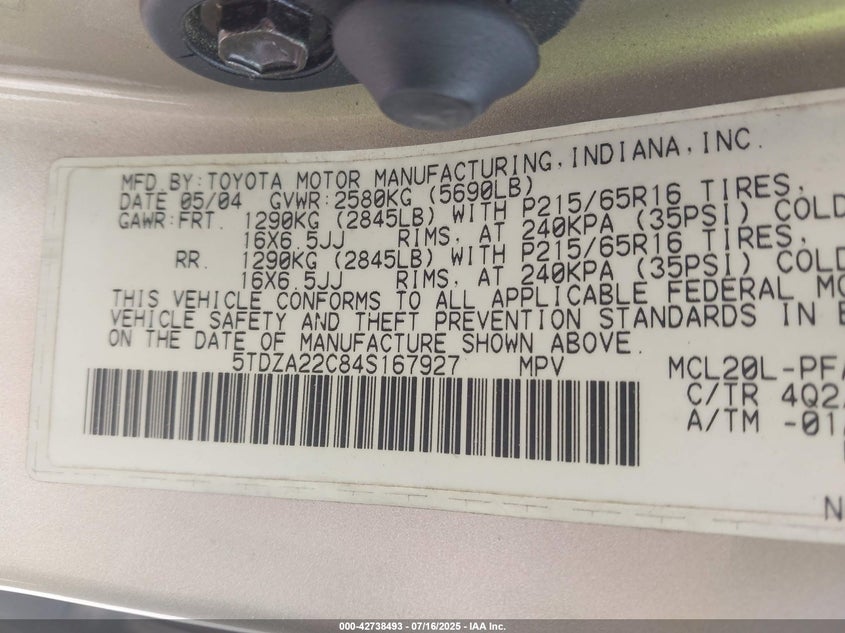 MFD.BY:TOYOTA MOTOR MANUFACTURING,INDIANA,INC.
DATE 05/04 GVWR:2580KG (5690LB)
GAWR:FRT. 1290KG (2845LB) WITH P215/65R16 TIRES,
16X6.5JJ RIMS, AT 240KPA (35PSI) COLD
RR. 1290KG (2845LB) WITH P215/65R16 TIRES,
16X6.5JJ RIMS, AT 240KPA (35PSI) COLD
THIS VEHICLE CONFORMS TO ALL APPLICABLE FEDERAL MO
VEHICLE SAFETY AND THEFT PREVENTION STANDARDS IN E
ON THE DATE OF MANUFACTURE SHOWN ABOVE.
5TDZA22C84S167927 MPV MCL20L-PF
C/TR 4Q2
A/TM -01
N
000-42738493 - 07/16/2025 - IAA Inc.